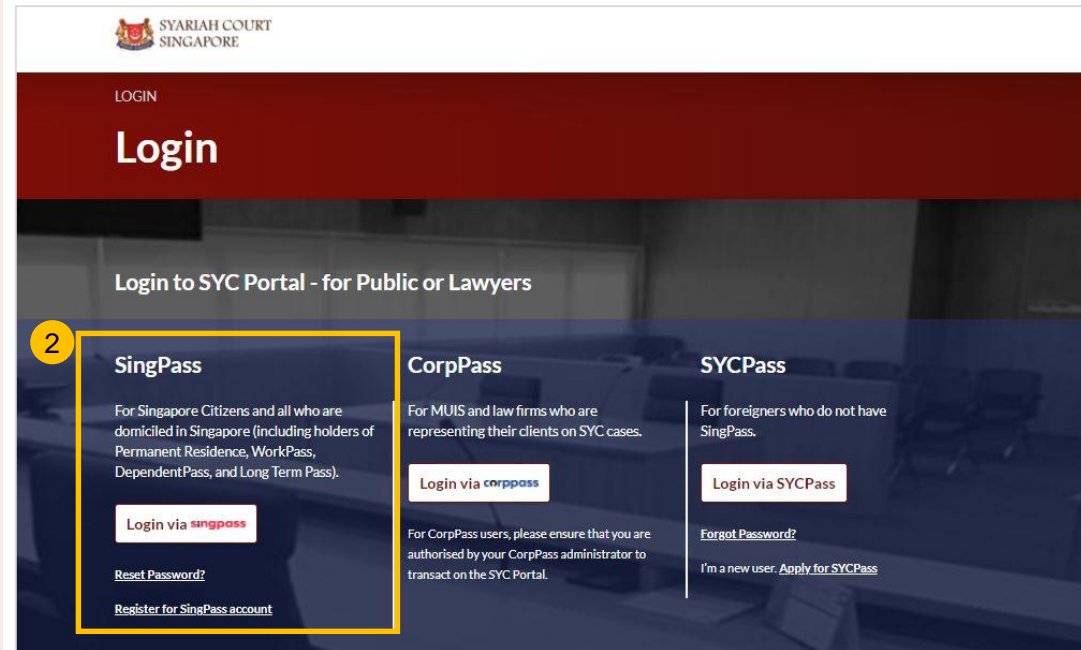 SYARIAH COURT
SINGAPORE
LOGIN
Login
Login to SYC Portal - for Public or Lawyers
2
SingPass
For Singapore Citizens and all who are
domiciled in Singapore (including holders of
Permanent Residence, WorkPass,
DependentPass, and Long Term Pass).
Login via singpass
Reset Password?
Register for SingPass account
CorpPass
For MUIS and law firms who are
representing their clients on SYC cases.
Login via corppass
For CorpPass users, please ensure that you are
authorised by your CorpPass administrator to
transact on the SYC Portal.
SYCPass
For foreigners who do not have
SingPass.
Login via SYCPass
Forgot Password?
I'm a new user. Apply for SYCPass